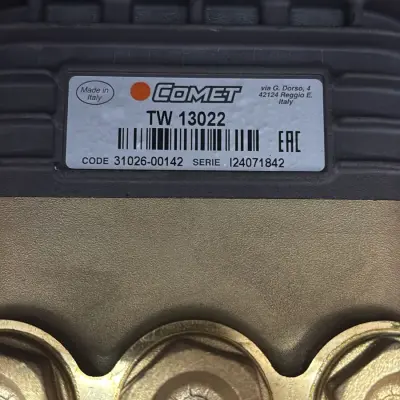 Made in
Italy
COMET
via G. Dorso, 4
42124 Reggio E.
Italy
TW 13022
EAC
CODE 31026-00142 SERIE I24071842